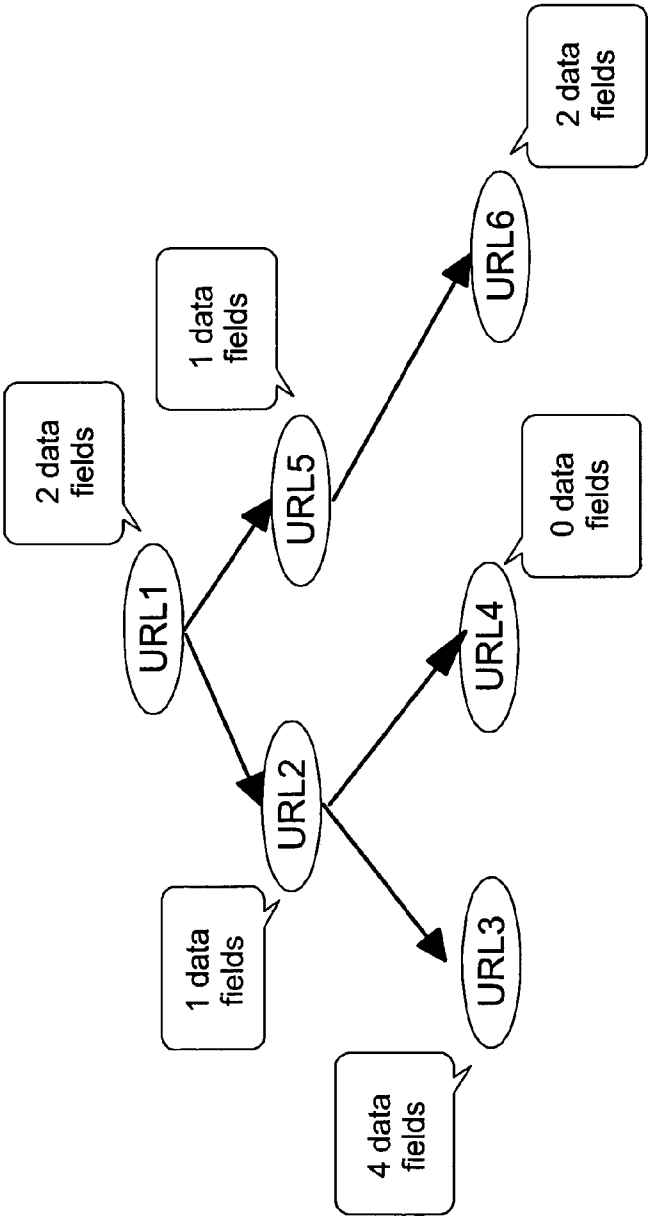 2 data
fields
URL1
1 data
fields
1 data
fields
URL2
URL5
4 data
fields
URL3
URL4
URL6
0 data
fields
2 data
fields